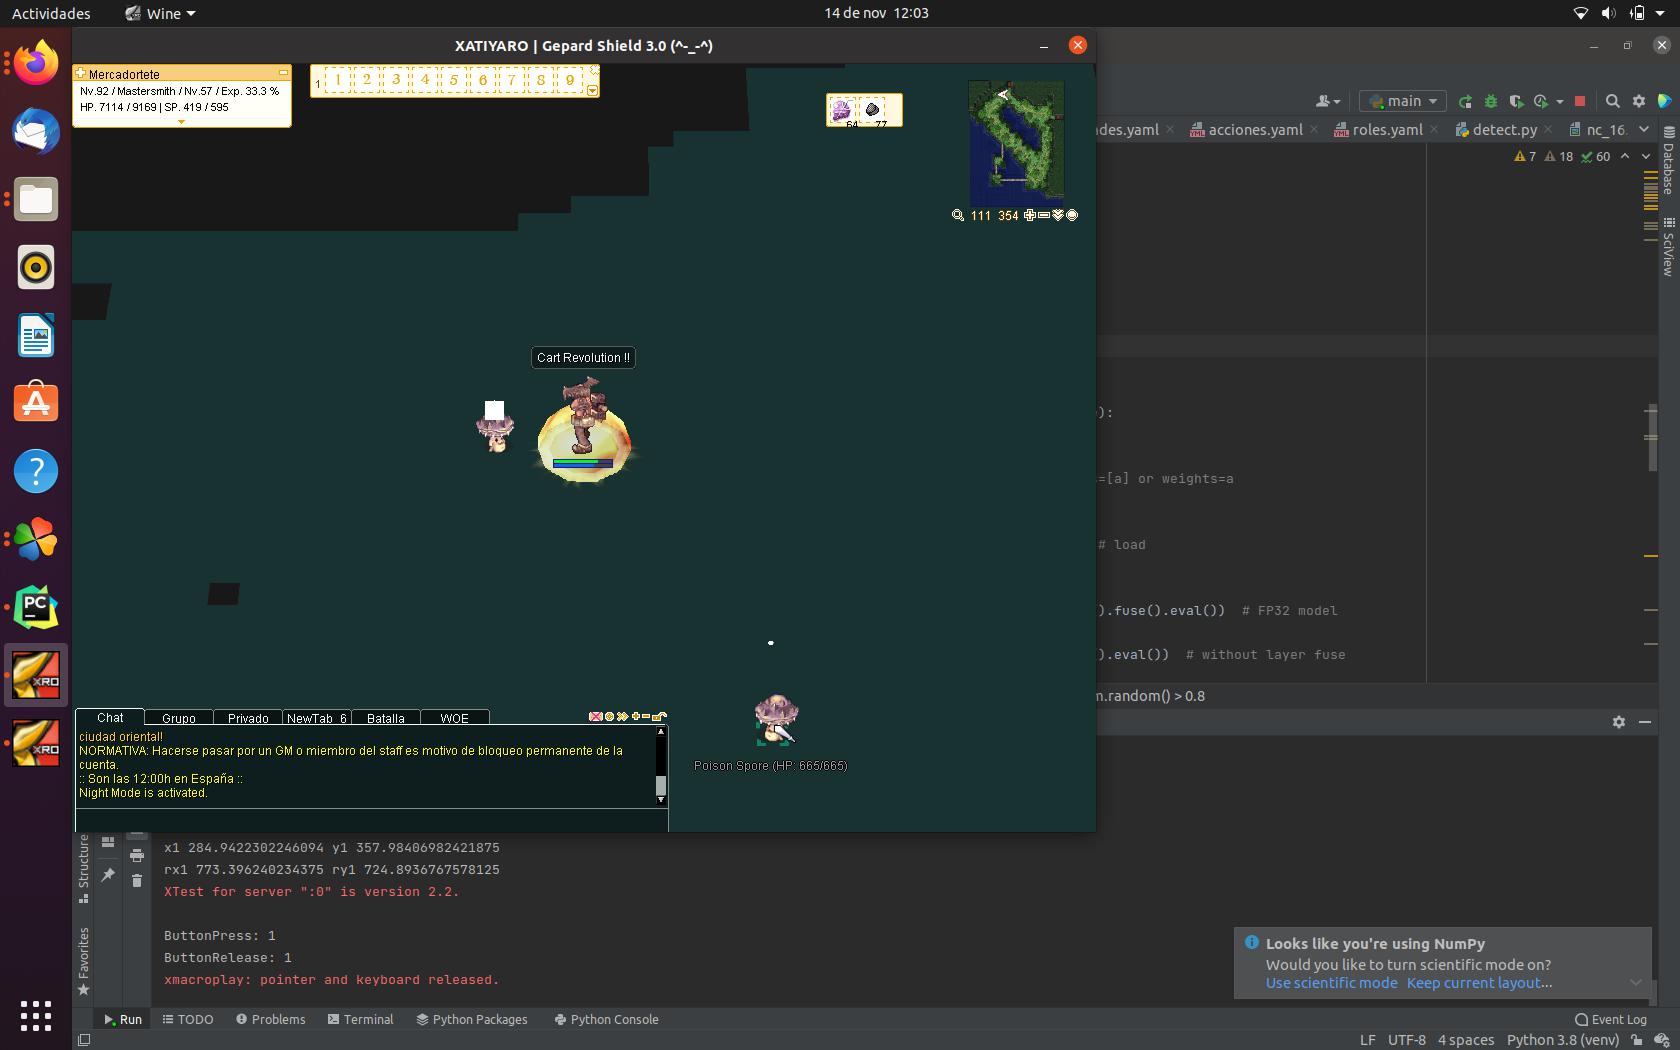 Actividades
Wine
14 de nov 12:03
XATIYARO | Gepard Shield 3.0 (^-_-^)
Mercadortete
Nv.92 / Mastersmith / Nv.57 / Exp. 33.3 %
HP. 7114 / 9169 | SP. 419 / 595
1 1 2 3 4 5 6 7 8 9
64 77
111 354
main
des.yaml
acciones.yaml
roles.yaml
detect.py
nc_16.
7 18 60
Database
SciView
Cart Revolution !!
):
=[a] or weights=a
# load
).fuse().eval()) # FP32 model
).eval()) # without layer fuse
m.random() > 0.8
Chat Grupo Privado NewTab_6 Batalla WOE
ciudad oriental!
NORMATIVA: Hacerse pasar por un GM o miembro del staff es motivo de bloqueo permanente de la
cuenta.
:: Son las 12:00h en España ::
Night Mode is activated.
Poison Spore (HP: 665/665)
XRO
XRO
PC
Structure
Favorites
x1 284.9422302246094 y1 357.98406982421875
rx1 773.396240234375 ry1 724.8936767578125
XTest for server ":0" is version 2.2.
ButtonPress: 1
ButtonRelease: 1
xmacroplay: pointer and keyboard released.
Looks like you're using NumPy
Would you like to turn scientific mode on?
Use scientific mode Keep current layout...
Run TODO Problems Terminal Python Packages Python Console
Event Log
LF UTF-8 4 spaces Python 3.8 (venv)